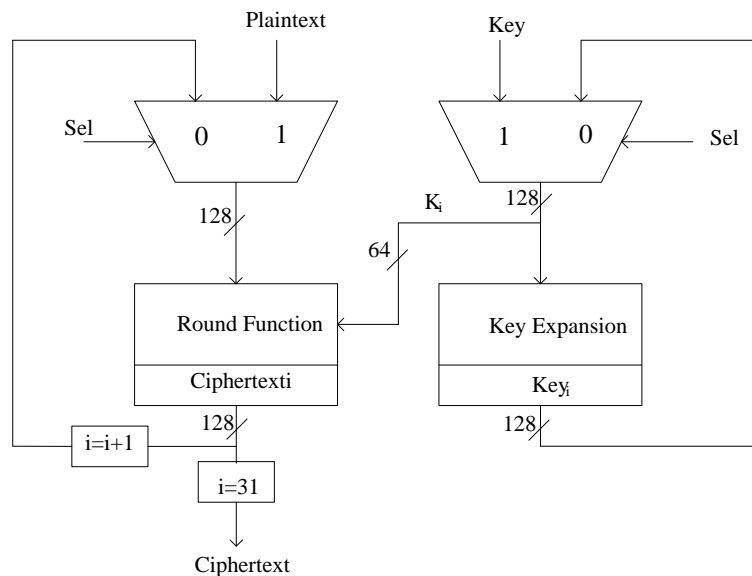 Plaintext
Key
Sel
0 1
1 0
Sel
128
128
Ki
64
Round Function
Key Expansion
Ciphertexti
Keyi
128
128
i=i+1
i=31
Ciphertext